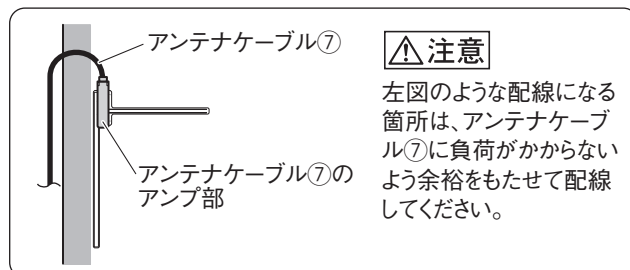 アンテナケーブル⑦
アンテナケーブル⑦の
アンプ部
注意
左図のような配線になる
箇所は、アンテナケーブ
ル⑦に負荷がかからない
よう余裕をもたせて配線
してください。